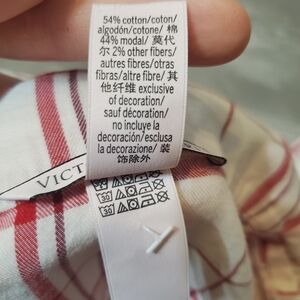 54% cotton/coton/
algodón/cotone/ 棉
44% modal/ 莫代
尔 2% other fibers/
autres fibres/otras
fibras/altre fibre/ 其
他纤维 exclusive
of decoration/
sauf décoration/
no incluye la
decoración/esclusa
la decorazione/ 装
饰除外
VICT
30
30